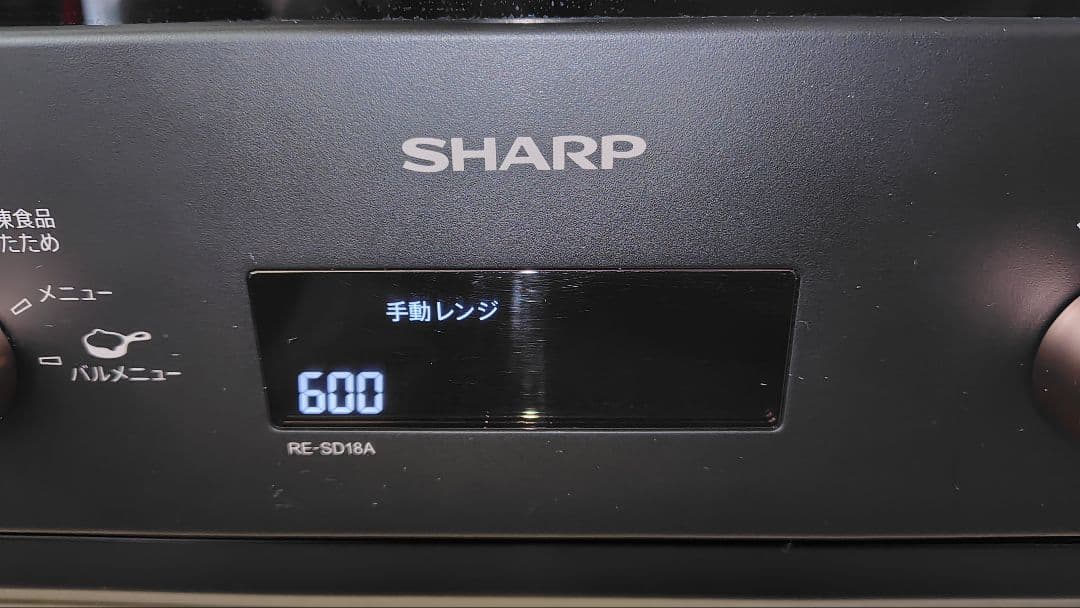 SHARP
凍食品
たため
メニュー
バルメニュー
手動レンジ
600
RE-SD18A